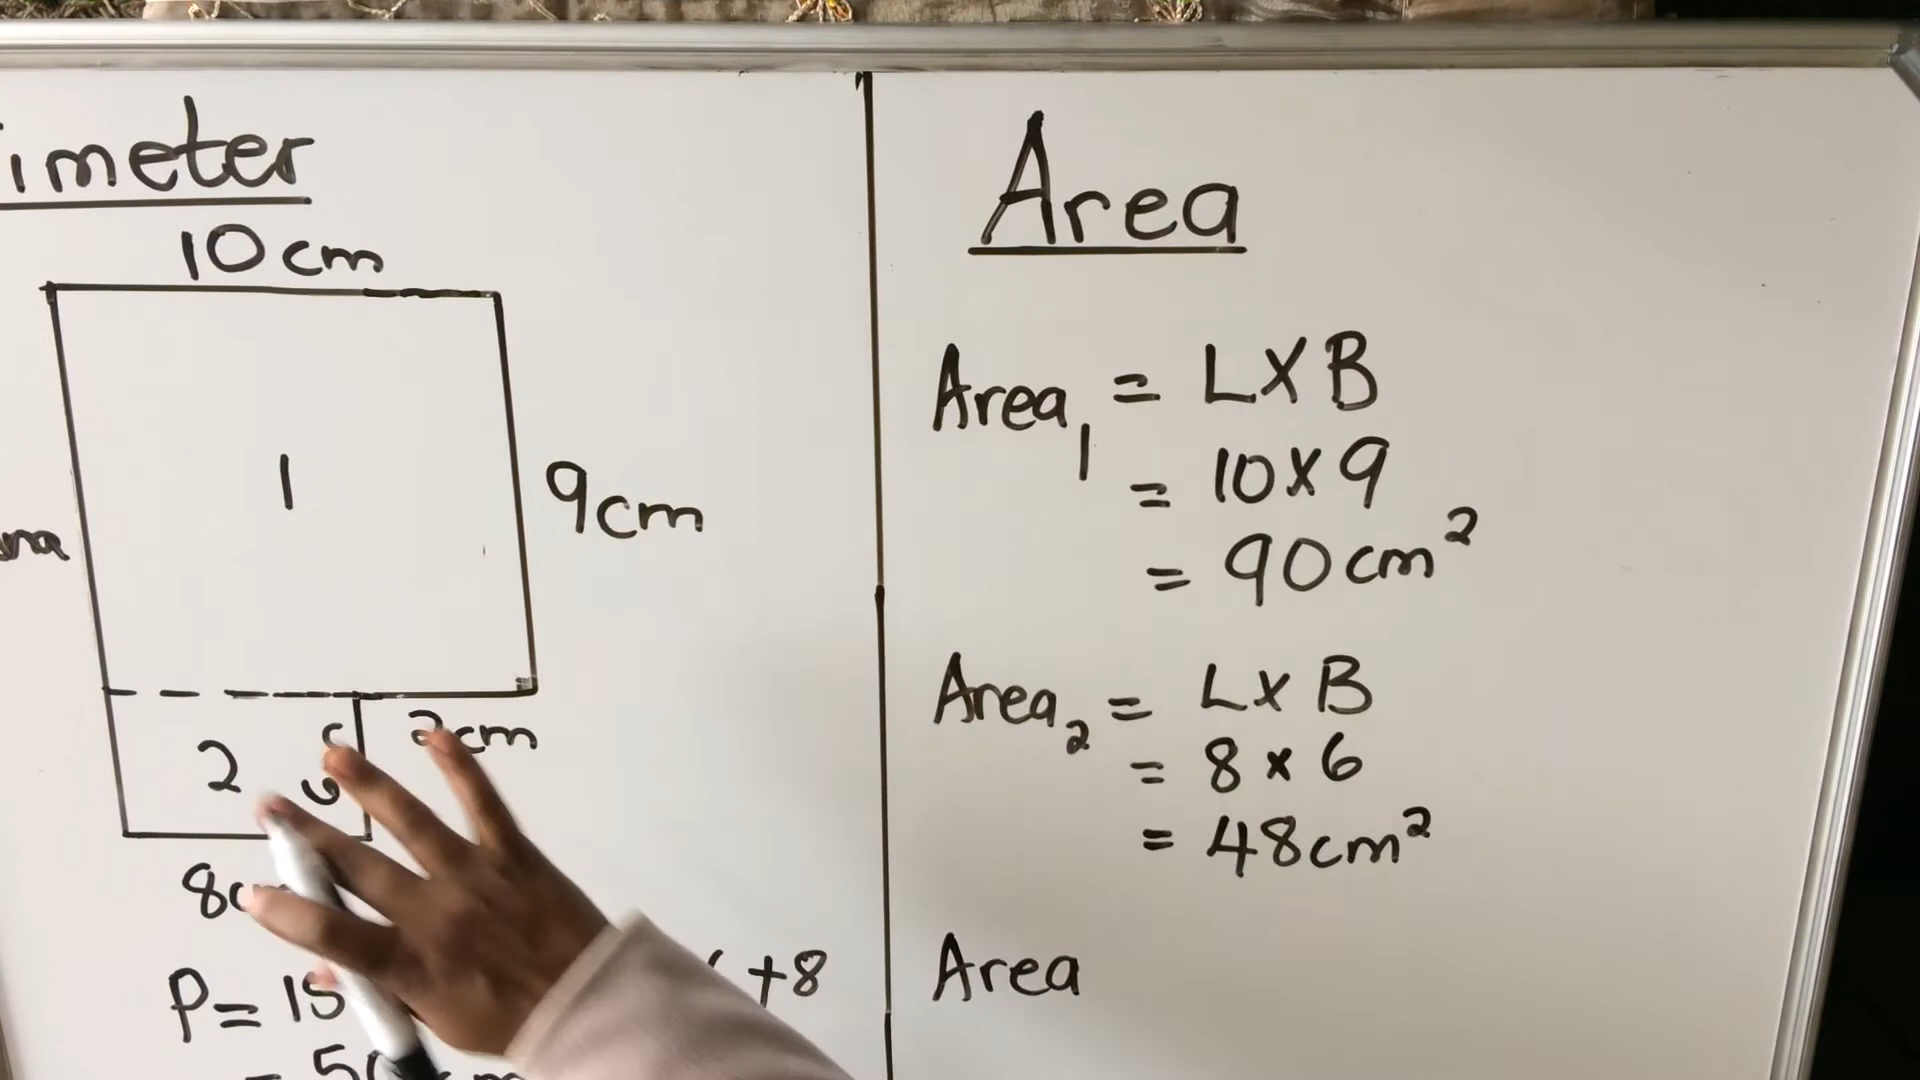 imeter
10cm
1
9cm
2cm
2
P= 15
+8
Area
Area₁ = L×B
= 10×9
= 90cm²
Area₂ = L×B
= 8×6
= 48cm²
Area